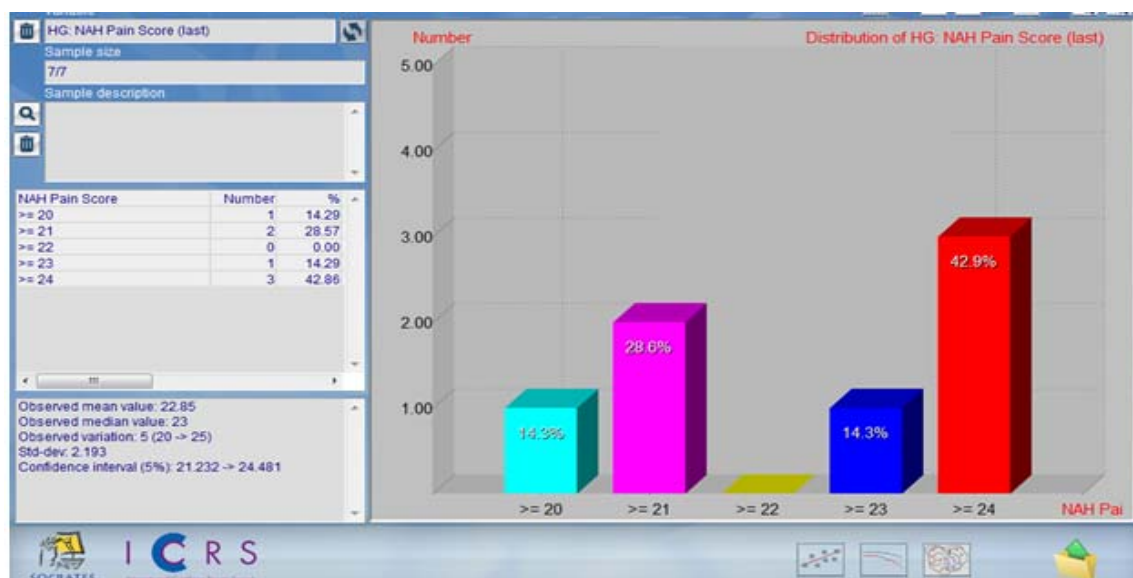 HG: NAH Pain Score (last)
Sample size
7/7
Sample description
NAH Pain Score Number %
>= 20 1 14.29
>= 21 2 28.57
>= 22 0 0.00
>= 23 1 14.29
>= 24 3 42.86
Observed mean value: 22.85
Observed median value: 23
Observed variation: 5 (20 -> 25)
Std-dev: 2.193
Confidence interval (5%): 21.232 -> 24.481
Number
Distribution of HG: NAH Pain Score (last)
5.00
4.00
3.00
2.00
1.00
14.3%
28.6%
14.3%
42.9%
>= 20
>= 21
>= 22
>= 23
>= 24
NAH Pai
ICRS
SOCRATES